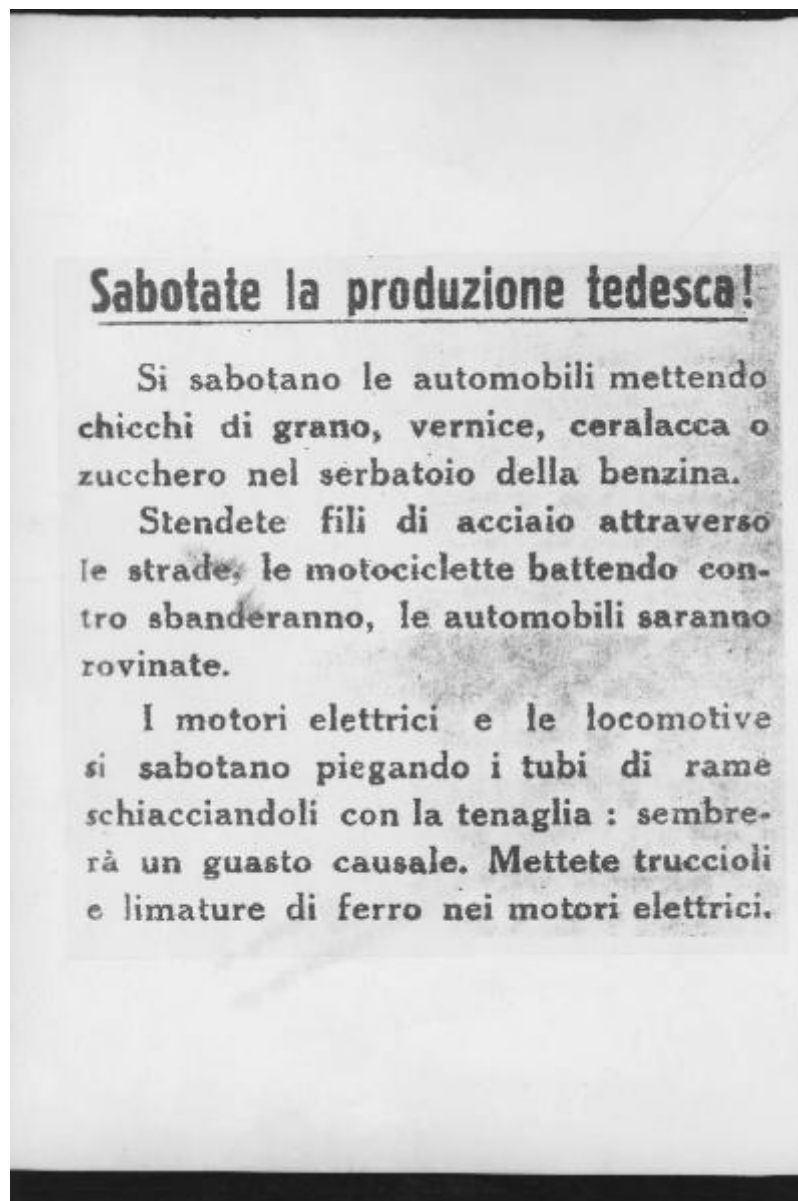 Sabotate la produzione tedesca!
Si sabotano le automobili mettendo
chicchi di grano, vernice, ceralacca o
zucchero nel serbatoio della benzina.
Stendete fili di acciaio attraverso
le strade, le motociclette battendo con-
tro sbanderanno, le automobili saranno
rovinate.
I motori elettrici e le locomotive
si sabotano piegando i tubi di rame
schiacciandoli con la tenaglia : sembre-
rà un guasto causale. Mettete truccioli
e limature di ferro nei motori elettrici.